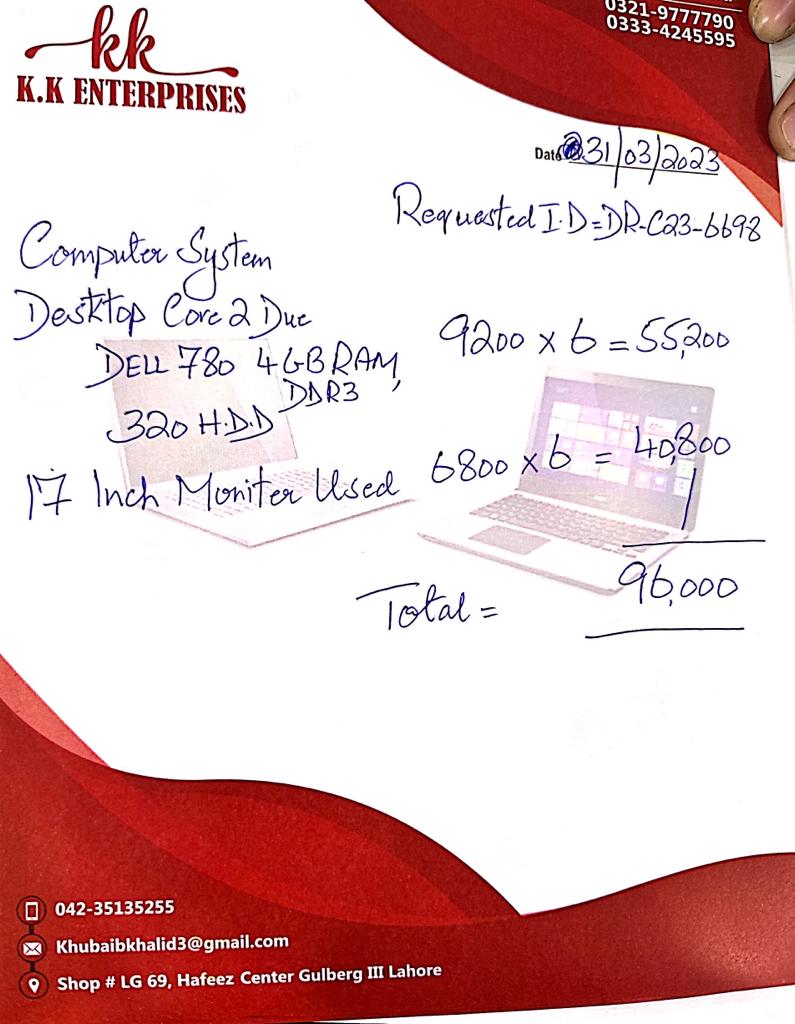 kk
K.K ENTERPRISES
0321-9777790
0333-4245595
Date 31/03/2023
Requested I.D=DR-C23-6698
Computer System
Desktop Core 2 Due
DELL 780 4GB RAM,
DDR3
320 H.D.D
9200 x 6 = 55,200
17 Inch Moniter Used 6800 x 6 = 40,800
Total = 96,000
042-35135255
Khubaibkhalid3@gmail.com
Shop # LG 69, Hafeez Center Gulberg III Lahore